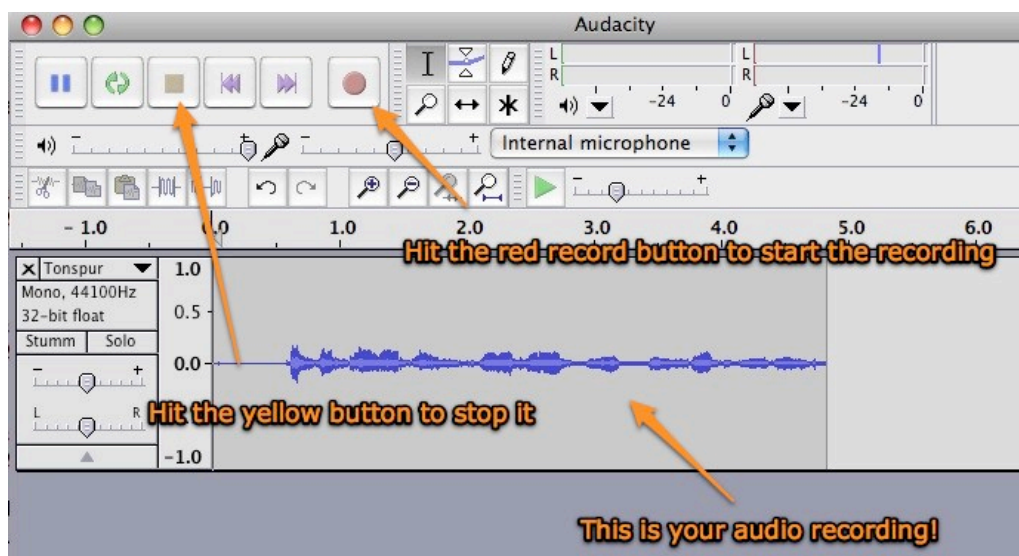 Audacity
L
R
-24 0
L
R
-24 0
- +
- +
Internal microphone
- +
- 1.0 0.0 1.0 2.0 3.0 4.0 5.0 6.0
Hit the red record button to start the recording
X Tonspur
Mono, 44100Hz
32-bit float
Stumm Solo
- +
L R
1.0
0.5
0.0
-1.0
Hit the yellow button to stop it
This is your audio recording!